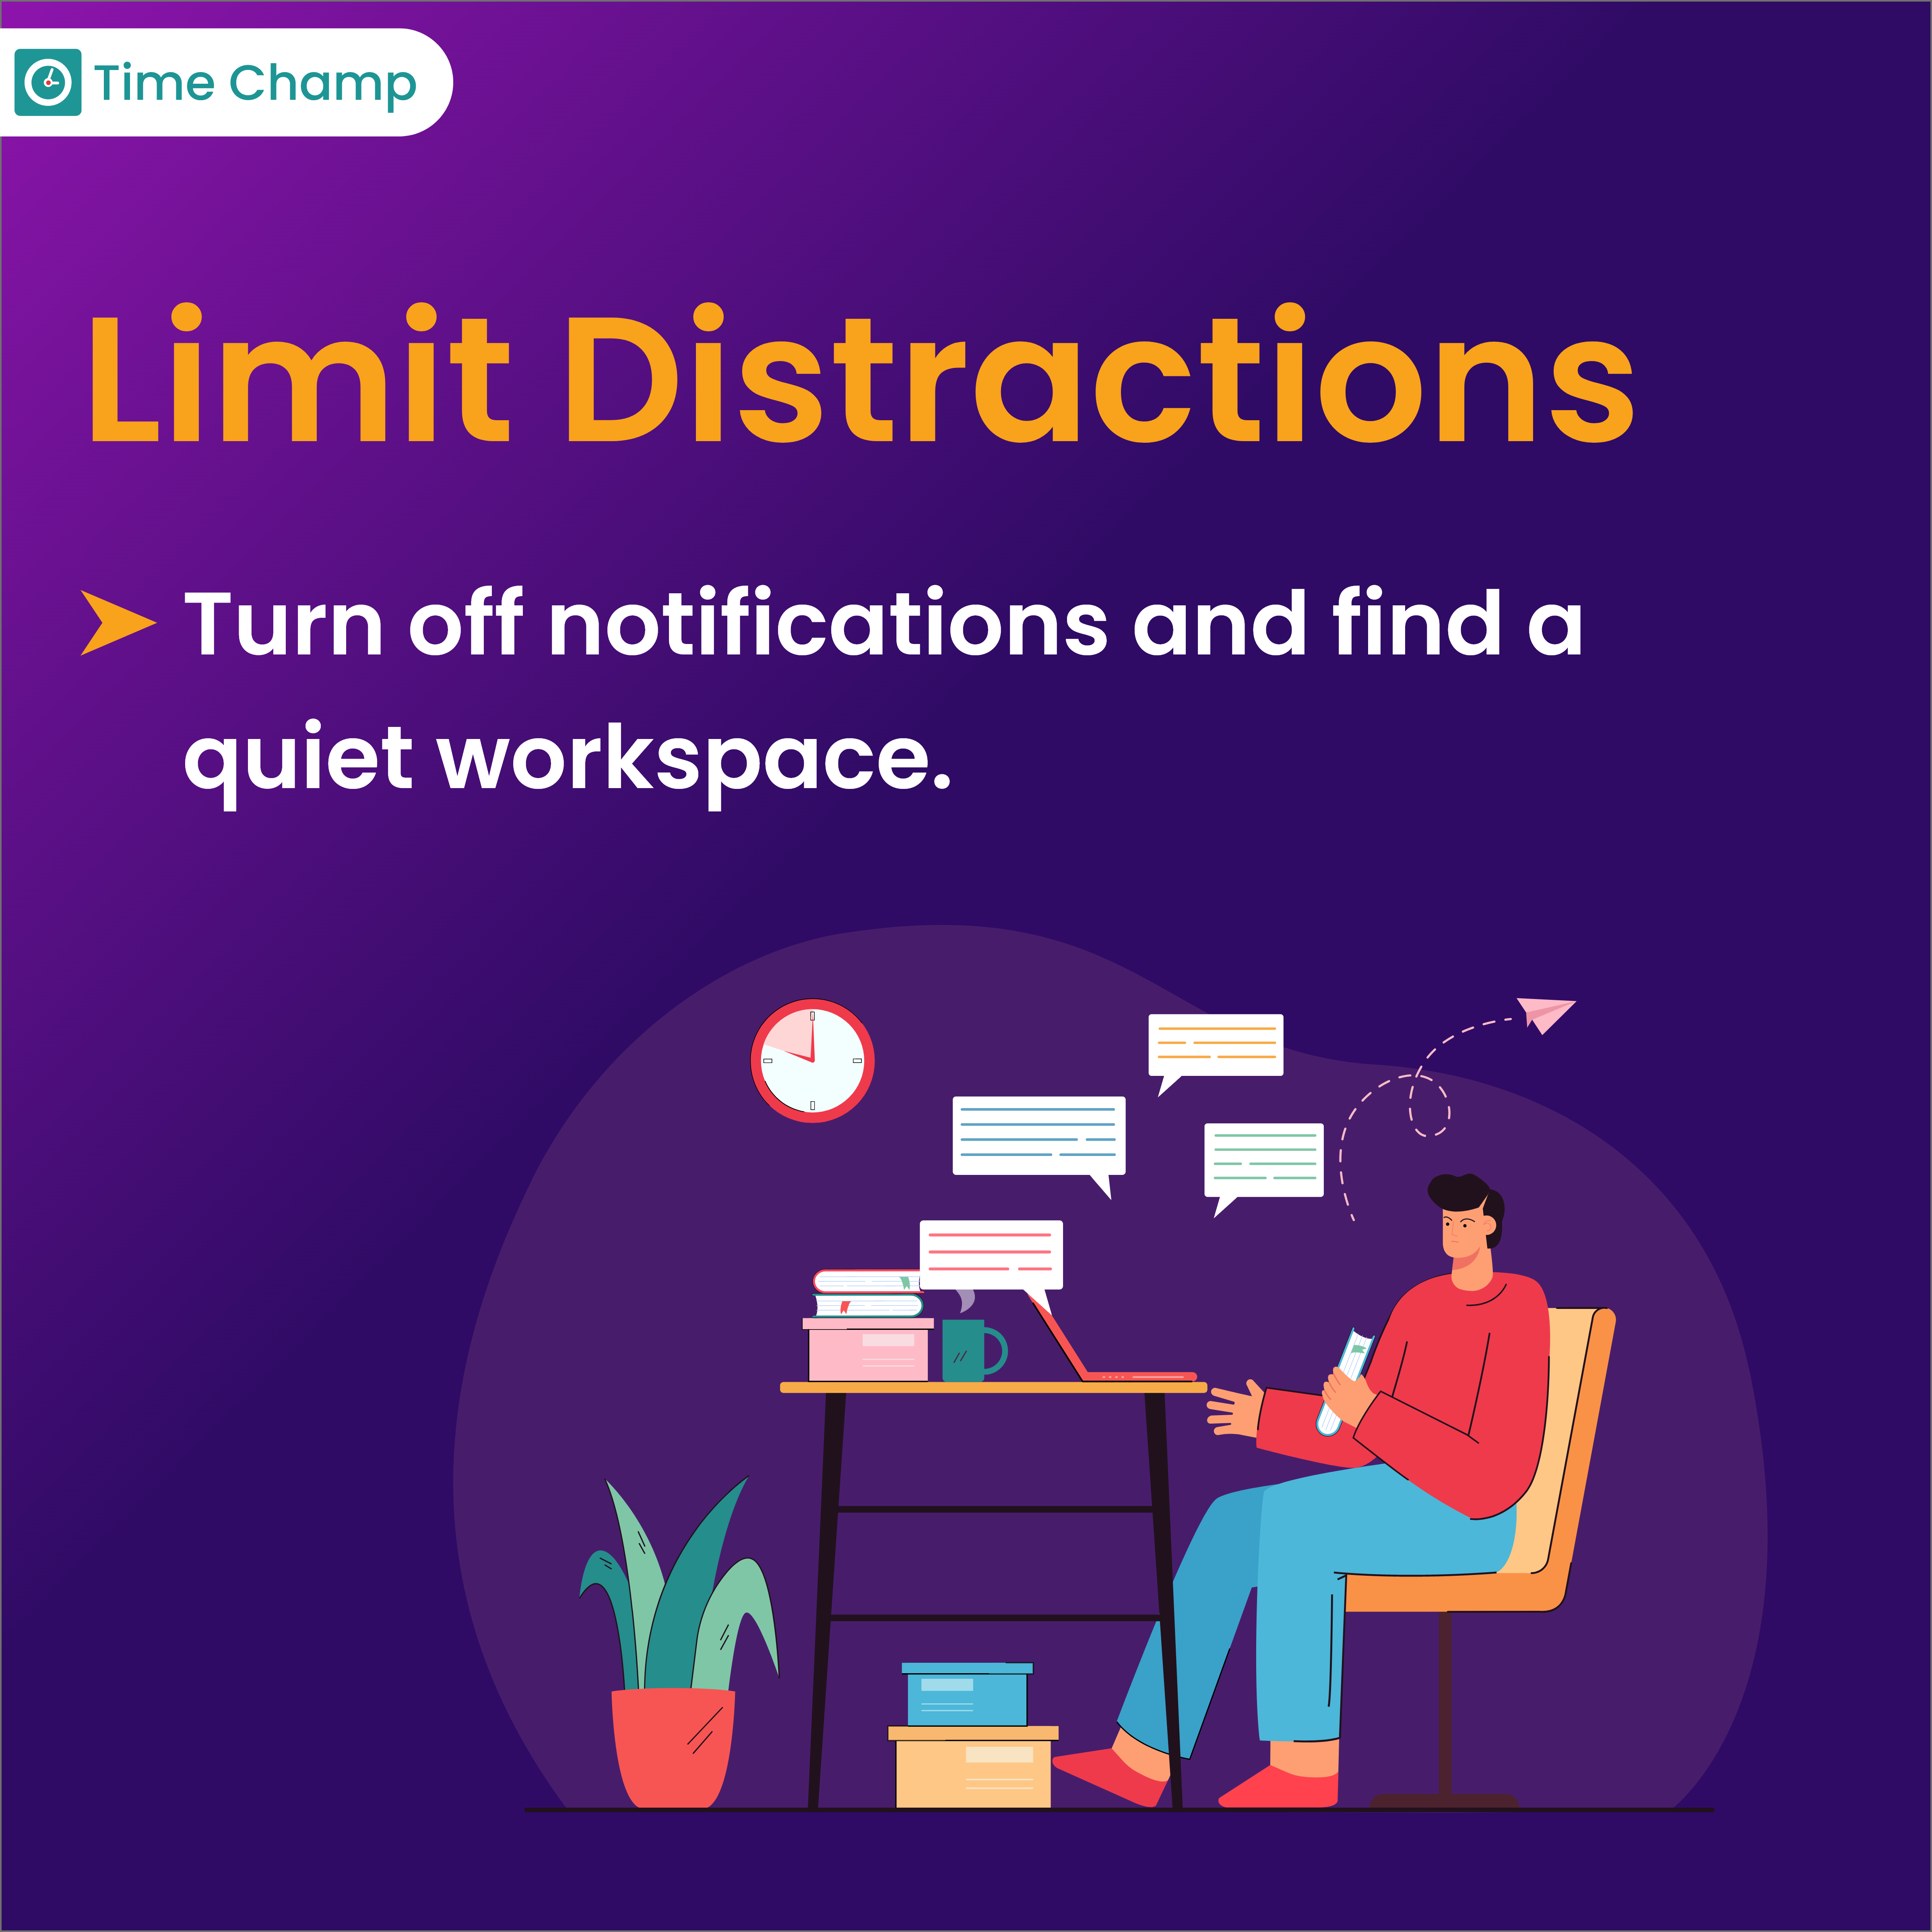 Time Champ
Limit Distractions
Turn off notifications and find a
quiet workspace.